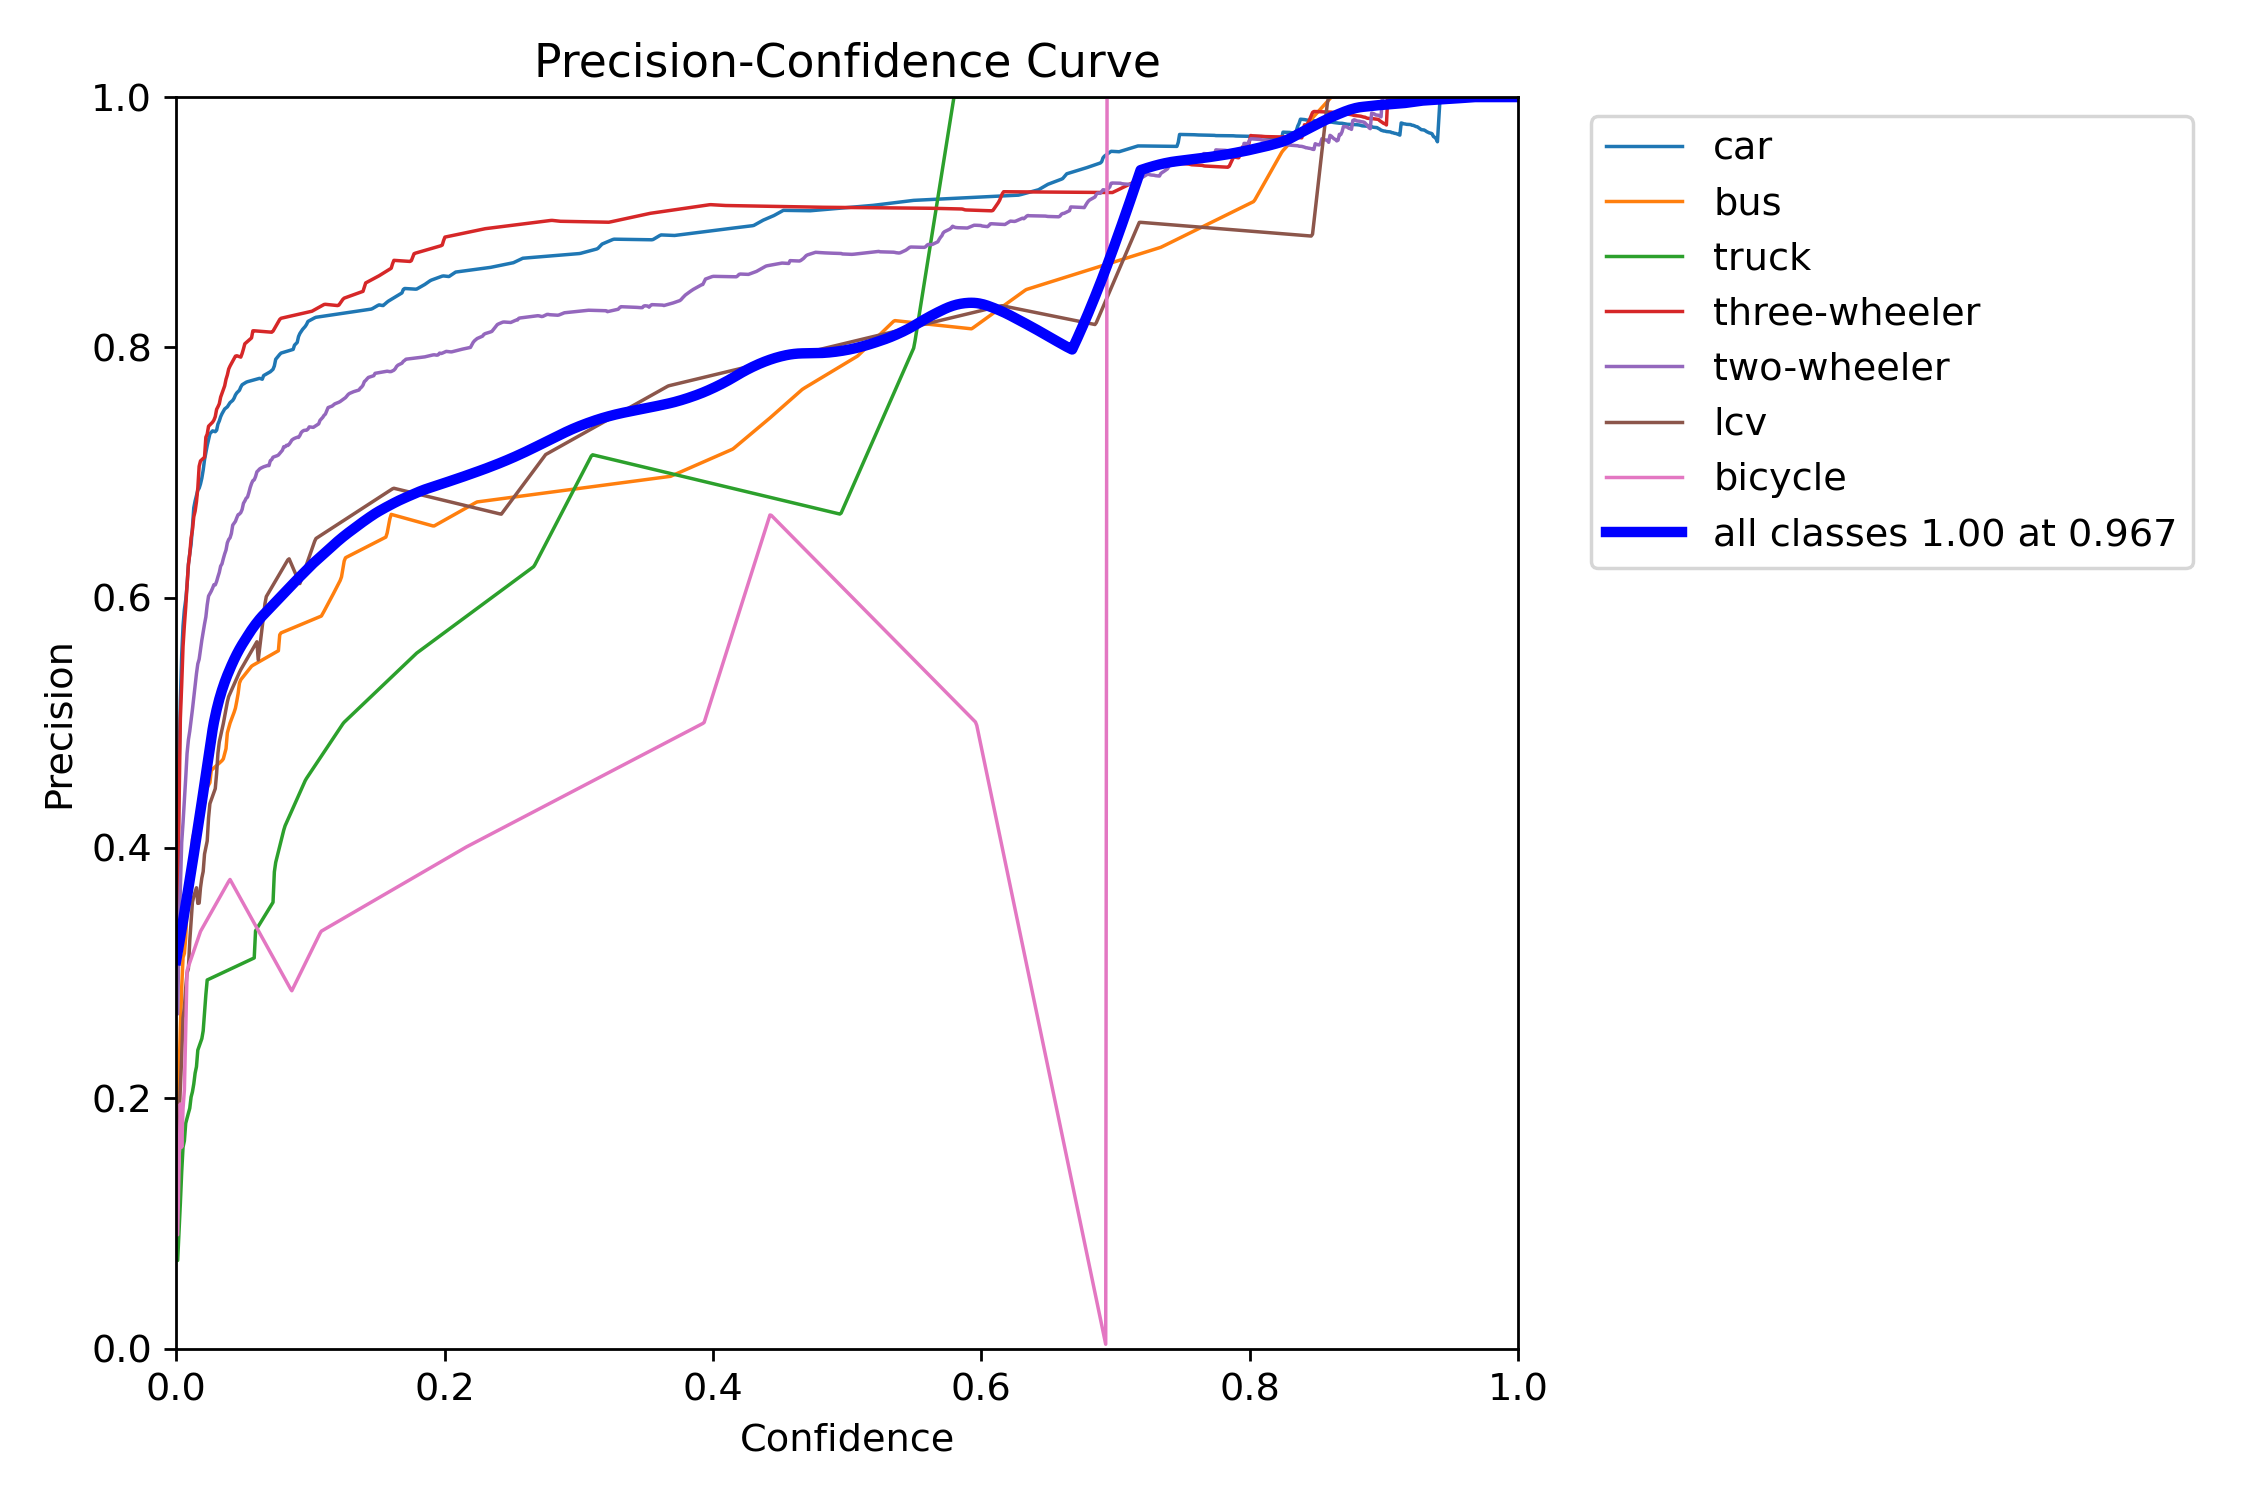 Precision-Confidence Curve
1.0
0.8
0.6
0.4
0.2
0.0
Precision
0.0 0.2 0.4 0.6 0.8 1.0
Confidence
car
bus
truck
three-wheeler
two-wheeler
lcv
bicycle
all classes 1.00 at 0.967